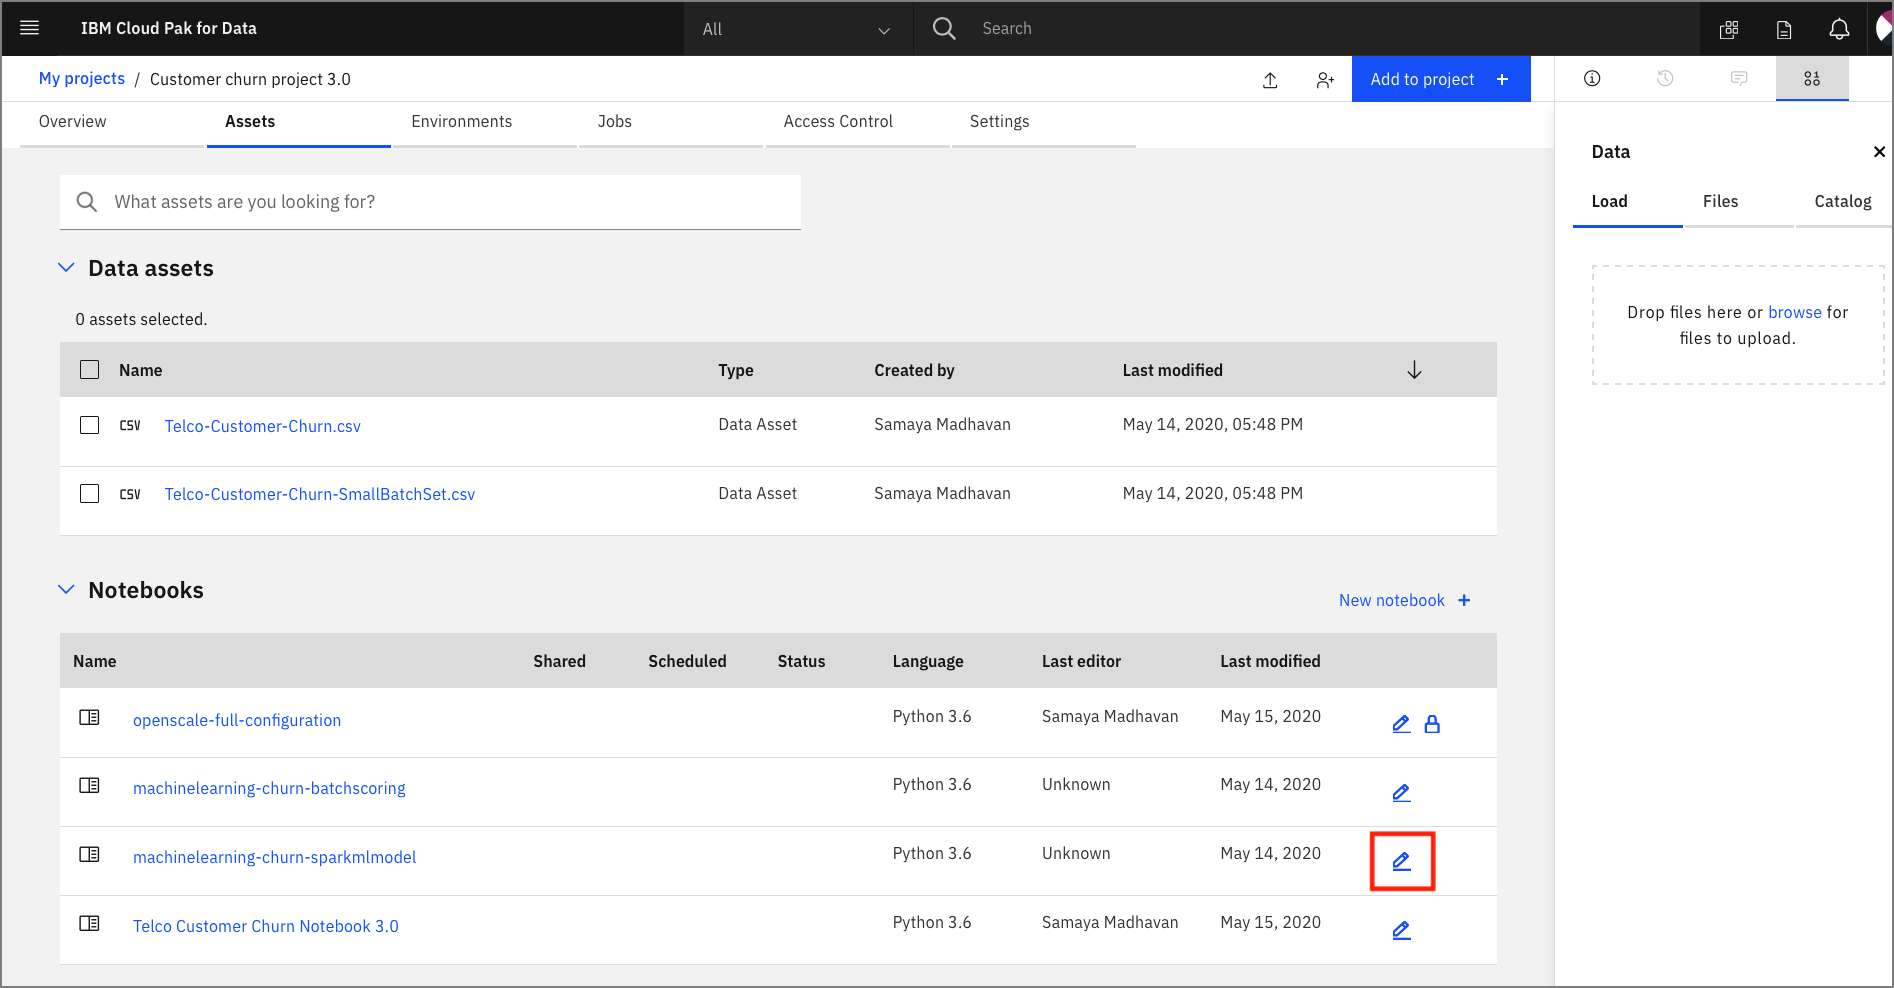 IBM Cloud Pak for Data
All
Search
My projects / Customer churn project 3.0
Add to project +
Overview
Assets
Environments
Jobs
Access Control
Settings
What assets are you looking for?
Data assets
0 assets selected.
Name Type Created by Last modified
CSV Telco-Customer-Churn.csv Data Asset Samaya Madhavan May 14, 2020, 05:48 PM
CSV Telco-Customer-Churn-SmallBatchSet.csv Data Asset Samaya Madhavan May 14, 2020, 05:48 PM
Notebooks
New notebook +
Name Shared Scheduled Status Language Last editor Last modified
openscale-full-configuration Python 3.6 Samaya Madhavan May 15, 2020
machinelearning-churn-batchscoring Python 3.6 Unknown May 14, 2020
machinelearning-churn-sparkmlmodel Python 3.6 Unknown May 14, 2020
Telco Customer Churn Notebook 3.0 Python 3.6 Samaya Madhavan May 15, 2020
Data
Load
Files
Catalog
Drop files here or browse for
files to upload.